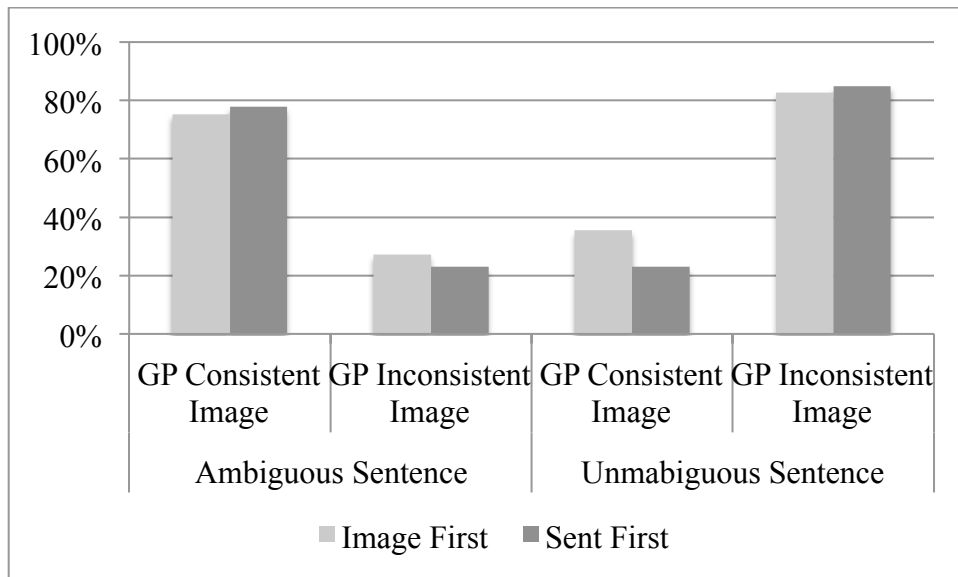 100%
80%
60%
40%
20%
0%
GP Consistent Image
GP Inconsistent Image
GP Consistent Image
GP Inconsistent Image
Ambiguous Sentence
Unmabiguous Sentence
Image First
Sent First